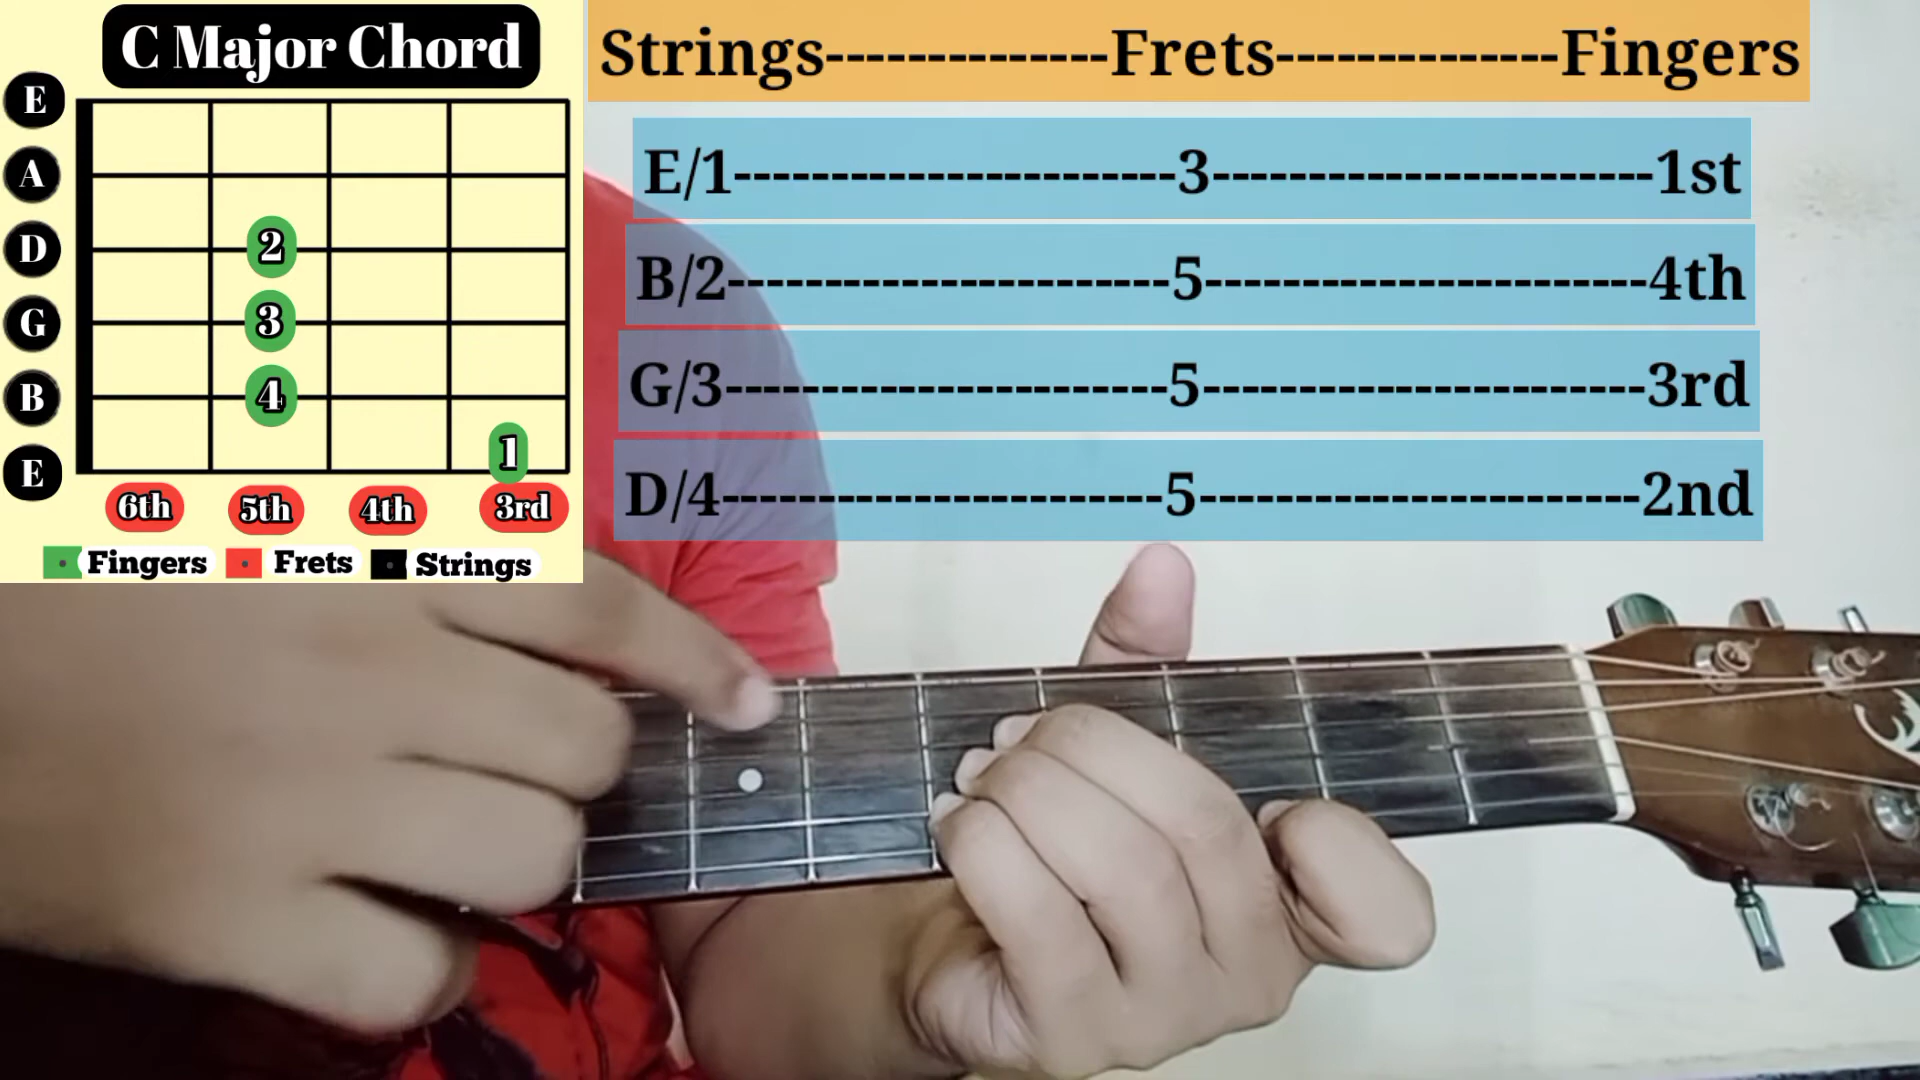 C Major Chord
E
A
D
G
B
E
2
3
4
1
6th 5th 4th 3rd
Fingers Frets Strings
Strings--------------Frets--------------Fingers
E/1-----------------------3-----------------------1st
B/2-----------------------5-----------------------4th
G/3-----------------------5-----------------------3rd
D/4-----------------------5-----------------------2nd